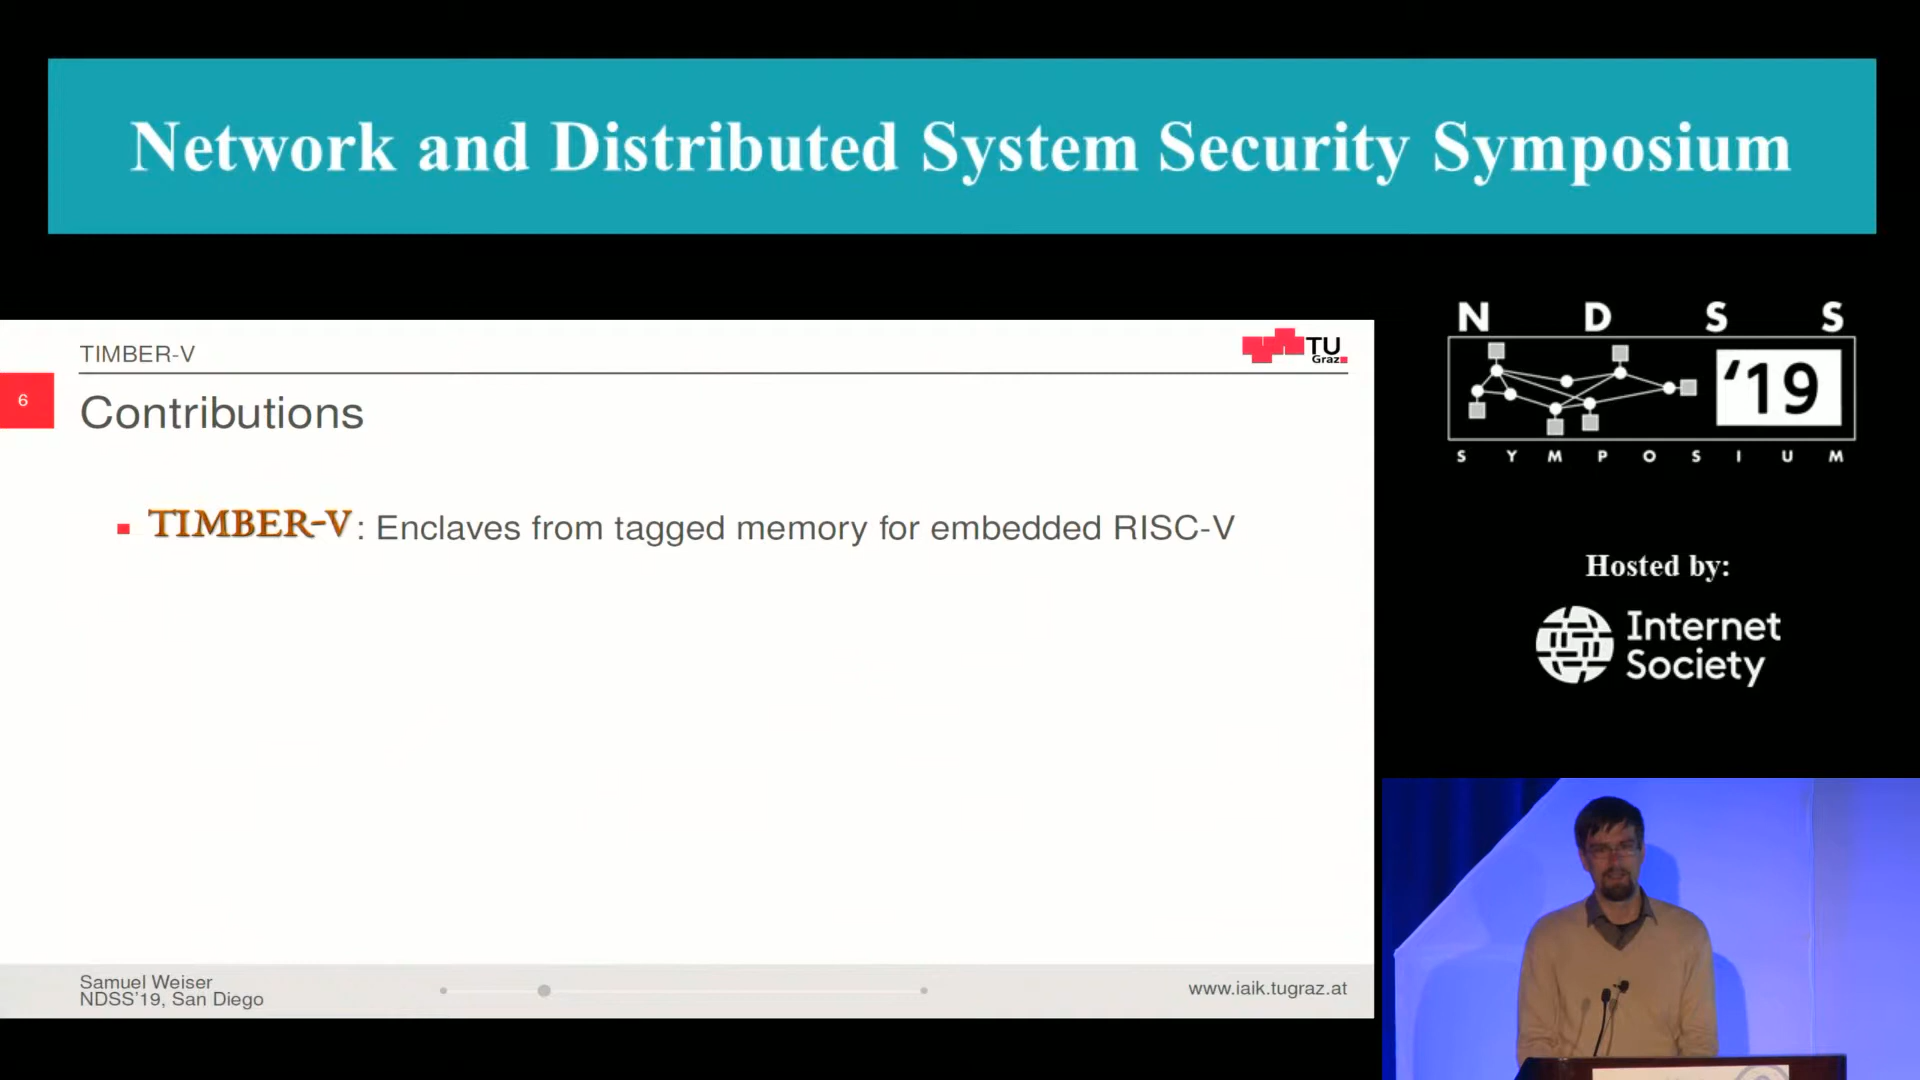 Network and Distributed System Security Symposium
TIMBER-V
TU
Graz
6
Contributions
TIMBER-V: Enclaves from tagged memory for embedded RISC-V
Samuel Weiser
NDSS'19, San Diego
www.iaik.tugraz.at
N D S S
'19
S Y M P O S I U M
Hosted by:
Internet
Society